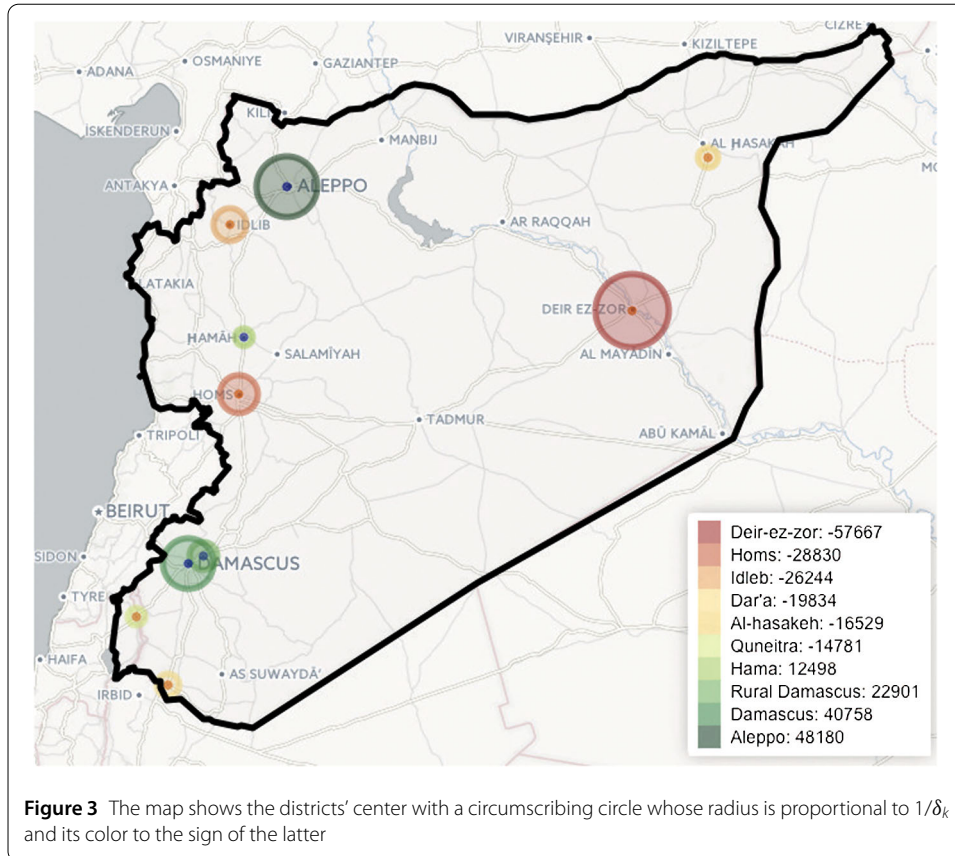 CIZRE
VIRANŞEHIR
KIZILTEPE
OSMANIYE
GAZIANTEP
ADANA
KILI
İSKENDERUN
MANBIJ
AL HASAKAH
ANTAKYA
ALEPPO
IDLIB
AR RAQQAH
LATAKIA
DEIR EZ-ZOR
HAMĀH
SALAMĪYAH
AL MAYADIN
HOMS
TADMUR
ABŪ KAMĀL
TRIPOLI
BEIRUT
SIDON
DAMASCUS
TYRE
HAIFA
AS SUWAYDĀ'
IRBID
Deir-ez-zor: -57667
Homs: -28830
Idleb: -26244
Dar'a: -19834
Al-hasakeh: -16529
Quneitra: -14781
Hama: 12498
Rural Damascus: 22901
Damascus: 40758
Aleppo: 48180
Figure 3 The map shows the districts' center with a circumscribing circle whose radius is proportional to 1/δk
and its color to the sign of the latter